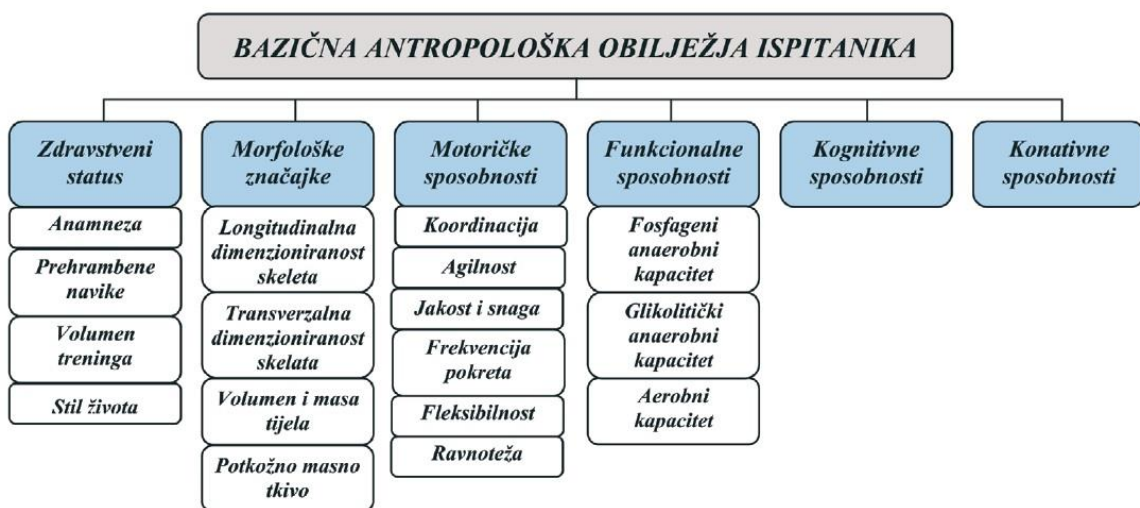 BAZIČNA ANTROPOLOŠKA OBILJEŽJA ISPITANIKA
Zdravstveni
status
Anamneza
Prehrambene
navike
Volumen
treninga
Stil života
Morfološke
značajke
Longitudinalna
dimenzioniranost
skeleta
Transverzalna
dimenzioniranost
skelata
Volumen i masa
tijela
Potkožno masno
tkivo
Motoričke
sposobnosti
Koordinacija
Agilnost
Jakost i snaga
Frekvencija
pokreta
Fleksibilnost
Ravnoteža
Funkcionalne
sposobnosti
Fosfageni
anaerobni
kapacitet
Glikolitički
anaerobni
kapacitet
Aerobni
kapacitet
Kognitivne
sposobnosti
Konativne
sposobnosti